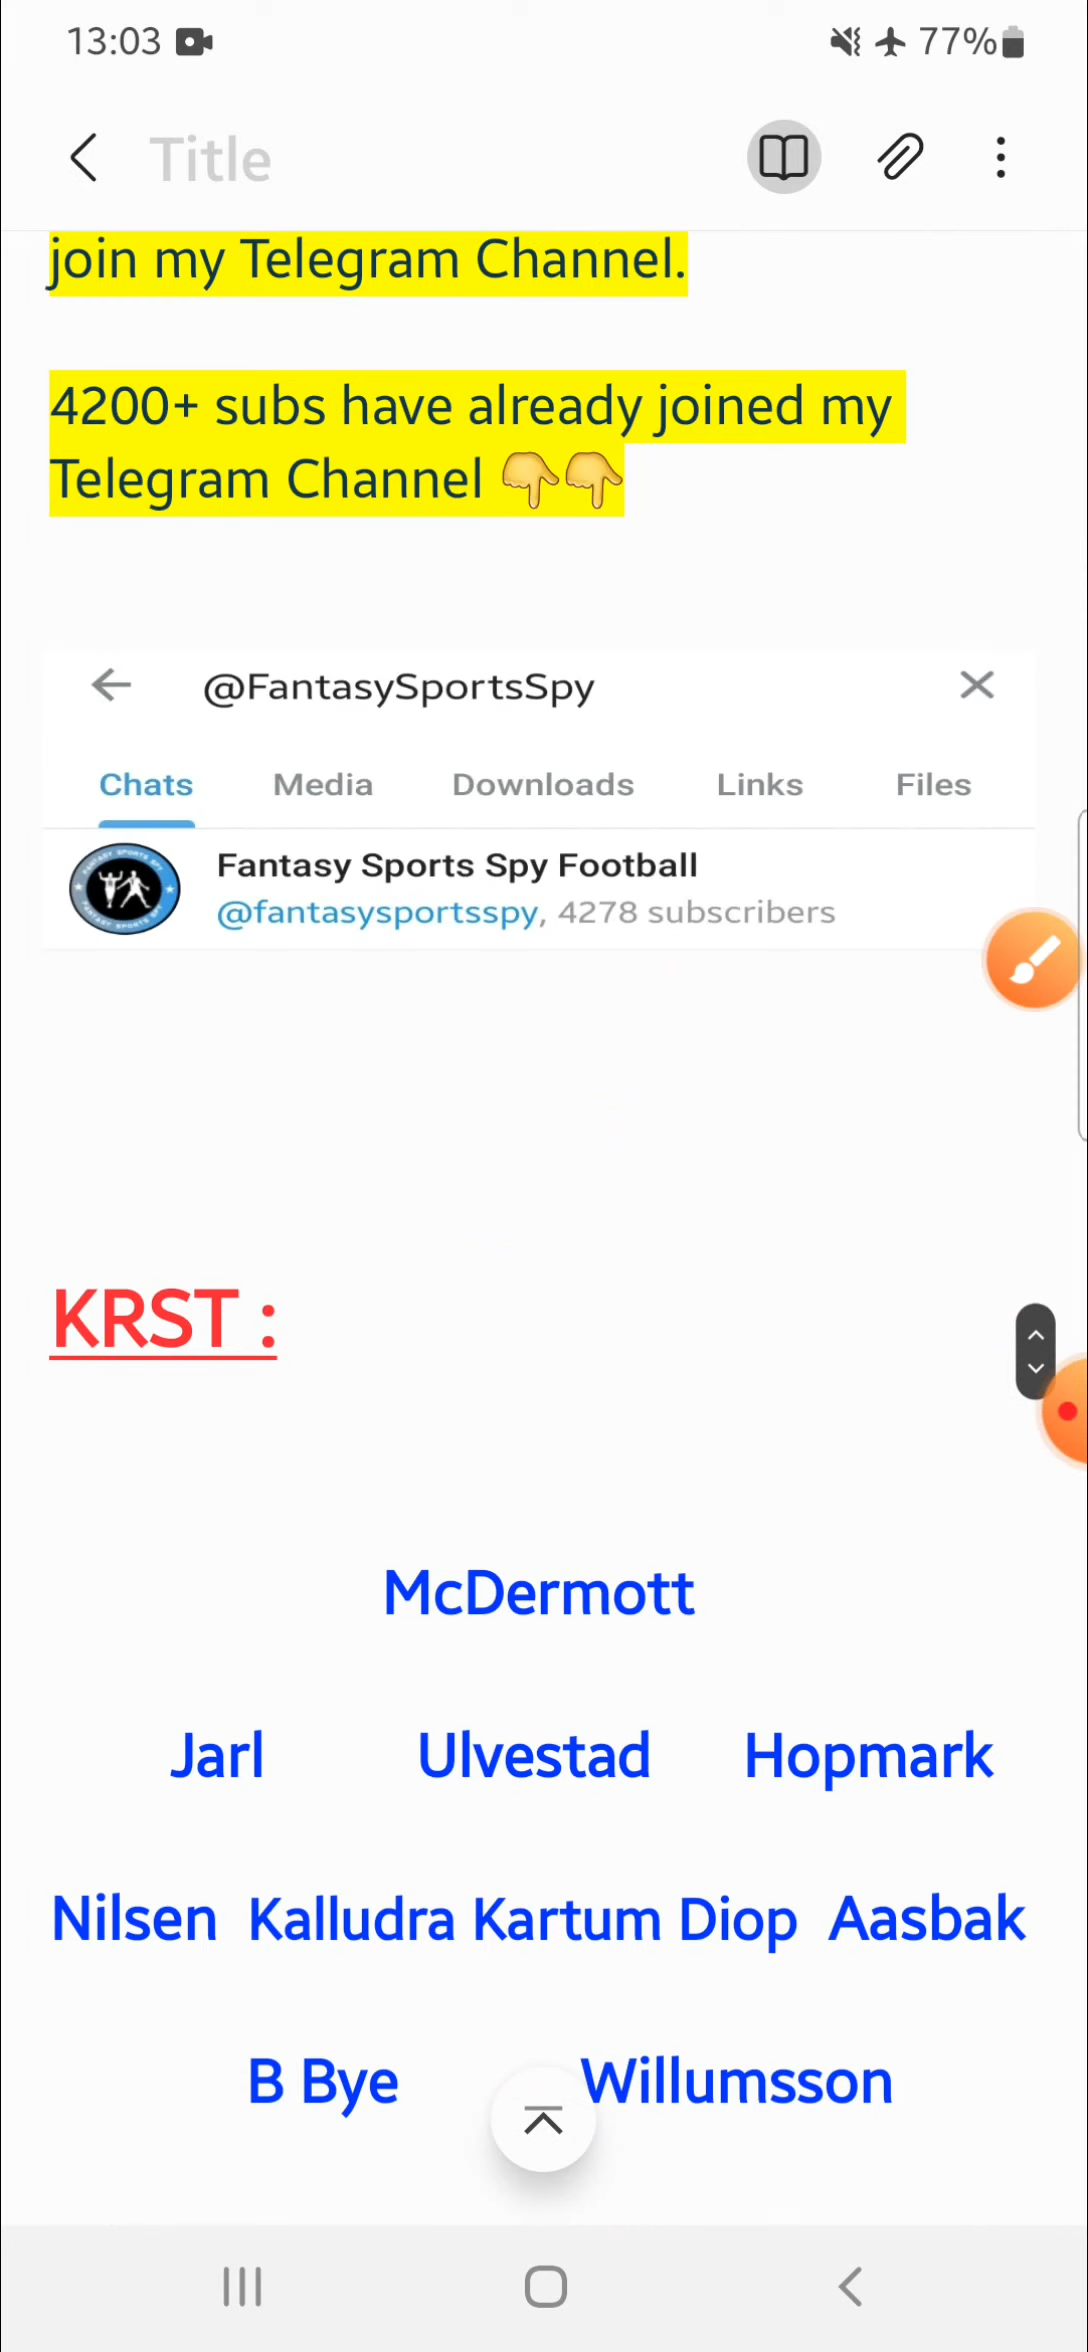 13:03 77%
Title
join my Telegram Channel.
4200+ subs have already joined my
Telegram Channel 👇👇
@FantasySportsSpy
Chats Media Downloads Links Files
Fantasy Sports Spy Football
@fantasysportsspy, 4278 subscribers
KRST :
McDermott
Jarl Ulvestad Hopmark
Nilsen Kalludra Kartum Diop Aasbak
B Bye Willumsson